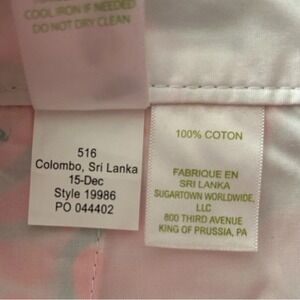 COOL IRON IF NEEDED
DO NOT DRY CLEAN
516
Colombo, Sri Lanka
15-Dec
Style 19986
PO 044402
100% COTON
FABRIQUE EN
SRI LANKA
SUGARTOWN WORLDWIDE,
LLC
800 THIRD AVENUE
KING OF PRUSSIA, PA